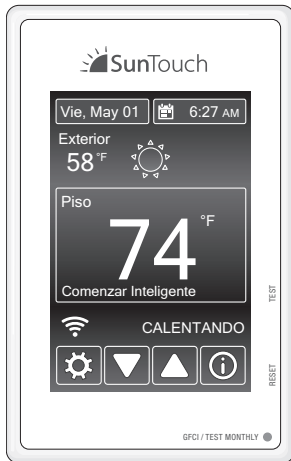 SunTouch
Vie, May 01 6:27 AM
Exterior
58 °F
Piso
74 °F
Comenzar Inteligente
CALENTANDO
TEST
RESET
GFCI / TEST MONTHLY